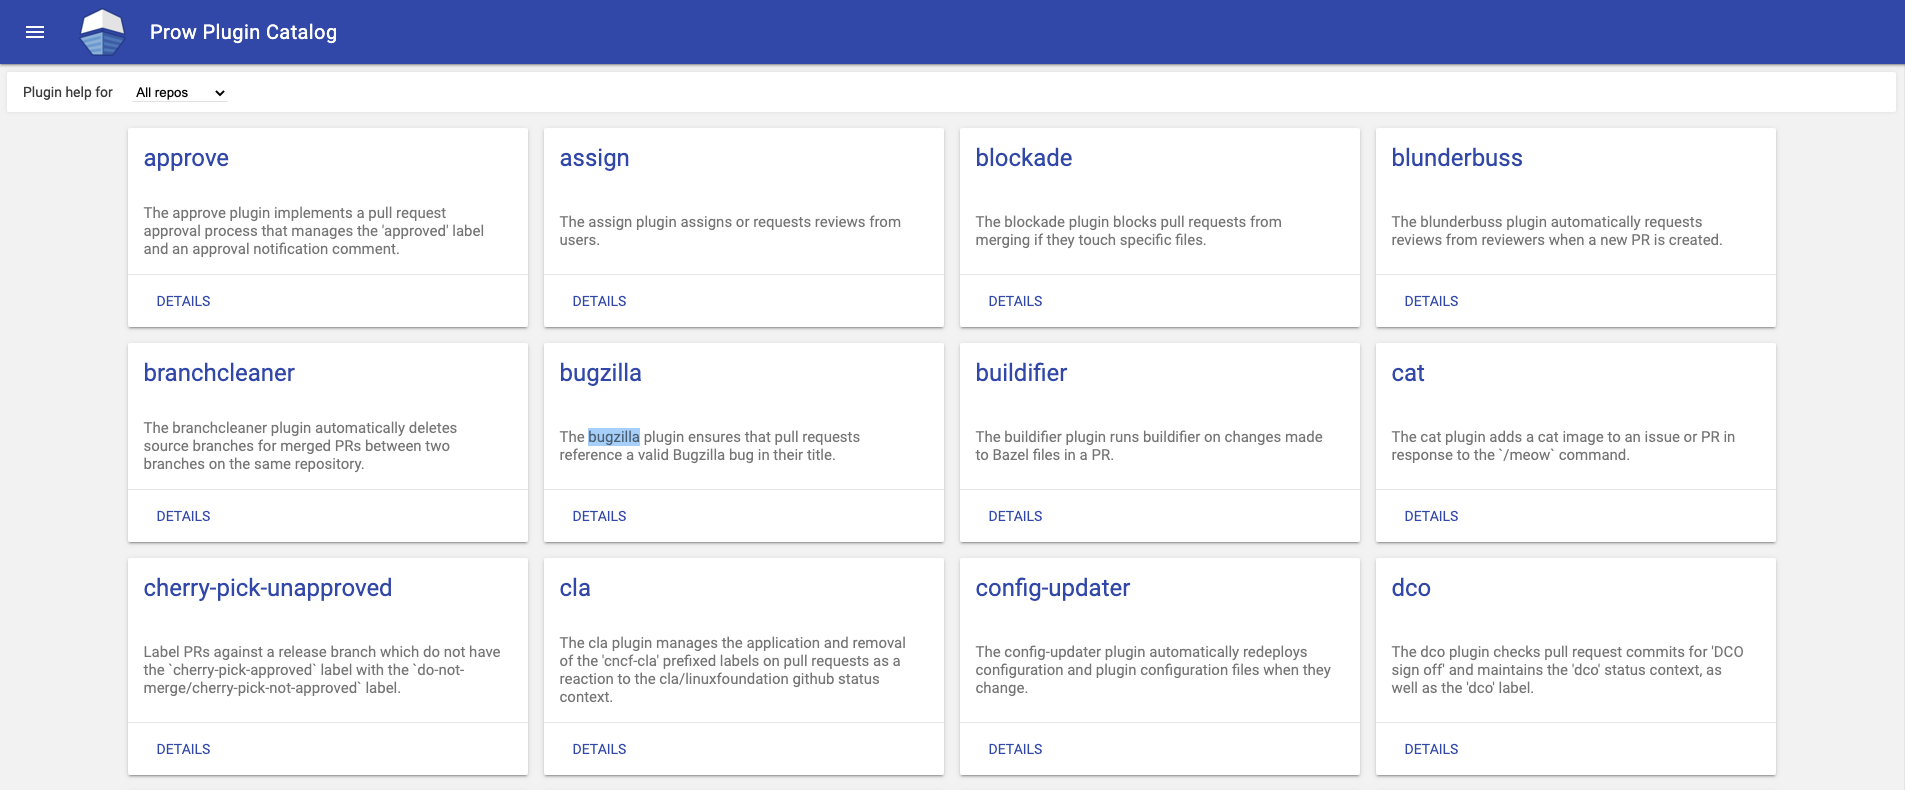 Prow Plugin Catalog
Plugin help for
All repos
approve
The approve plugin implements a pull request
approval process that manages the 'approved' label
and an approval notification comment.
DETAILS
assign
The assign plugin assigns or requests reviews from
users.
DETAILS
blockade
The blockade plugin blocks pull requests from
merging if they touch specific files.
DETAILS
blunderbuss
The blunderbuss plugin automatically requests
reviews from reviewers when a new PR is created.
DETAILS
branchcleaner
The branchcleaner plugin automatically deletes
source branches for merged PRs between two
branches on the same repository.
DETAILS
bugzilla
The bugzilla plugin ensures that pull requests
reference a valid Bugzilla bug in their title.
DETAILS
buildifier
The buildifier plugin runs buildifier on changes made
to Bazel files in a PR.
DETAILS
cat
The cat plugin adds a cat image to an issue or PR in
response to the `/meow` command.
DETAILS
cherry-pick-unapproved
Label PRs against a release branch which do not have
the `cherry-pick-approved` label with the `do-not-
merge/cherry-pick-not-approved` label.
DETAILS
cla
The cla plugin manages the application and removal
of the 'cncf-cla' prefixed labels on pull requests as a
reaction to the cla/linuxfoundation github status
context.
DETAILS
config-updater
The config-updater plugin automatically redeploys
configuration and plugin configuration files when they
change.
DETAILS
dco
The dco plugin checks pull request commits for 'DCO
sign off' and maintains the 'dco' status context, as
well as the 'dco' label.
DETAILS